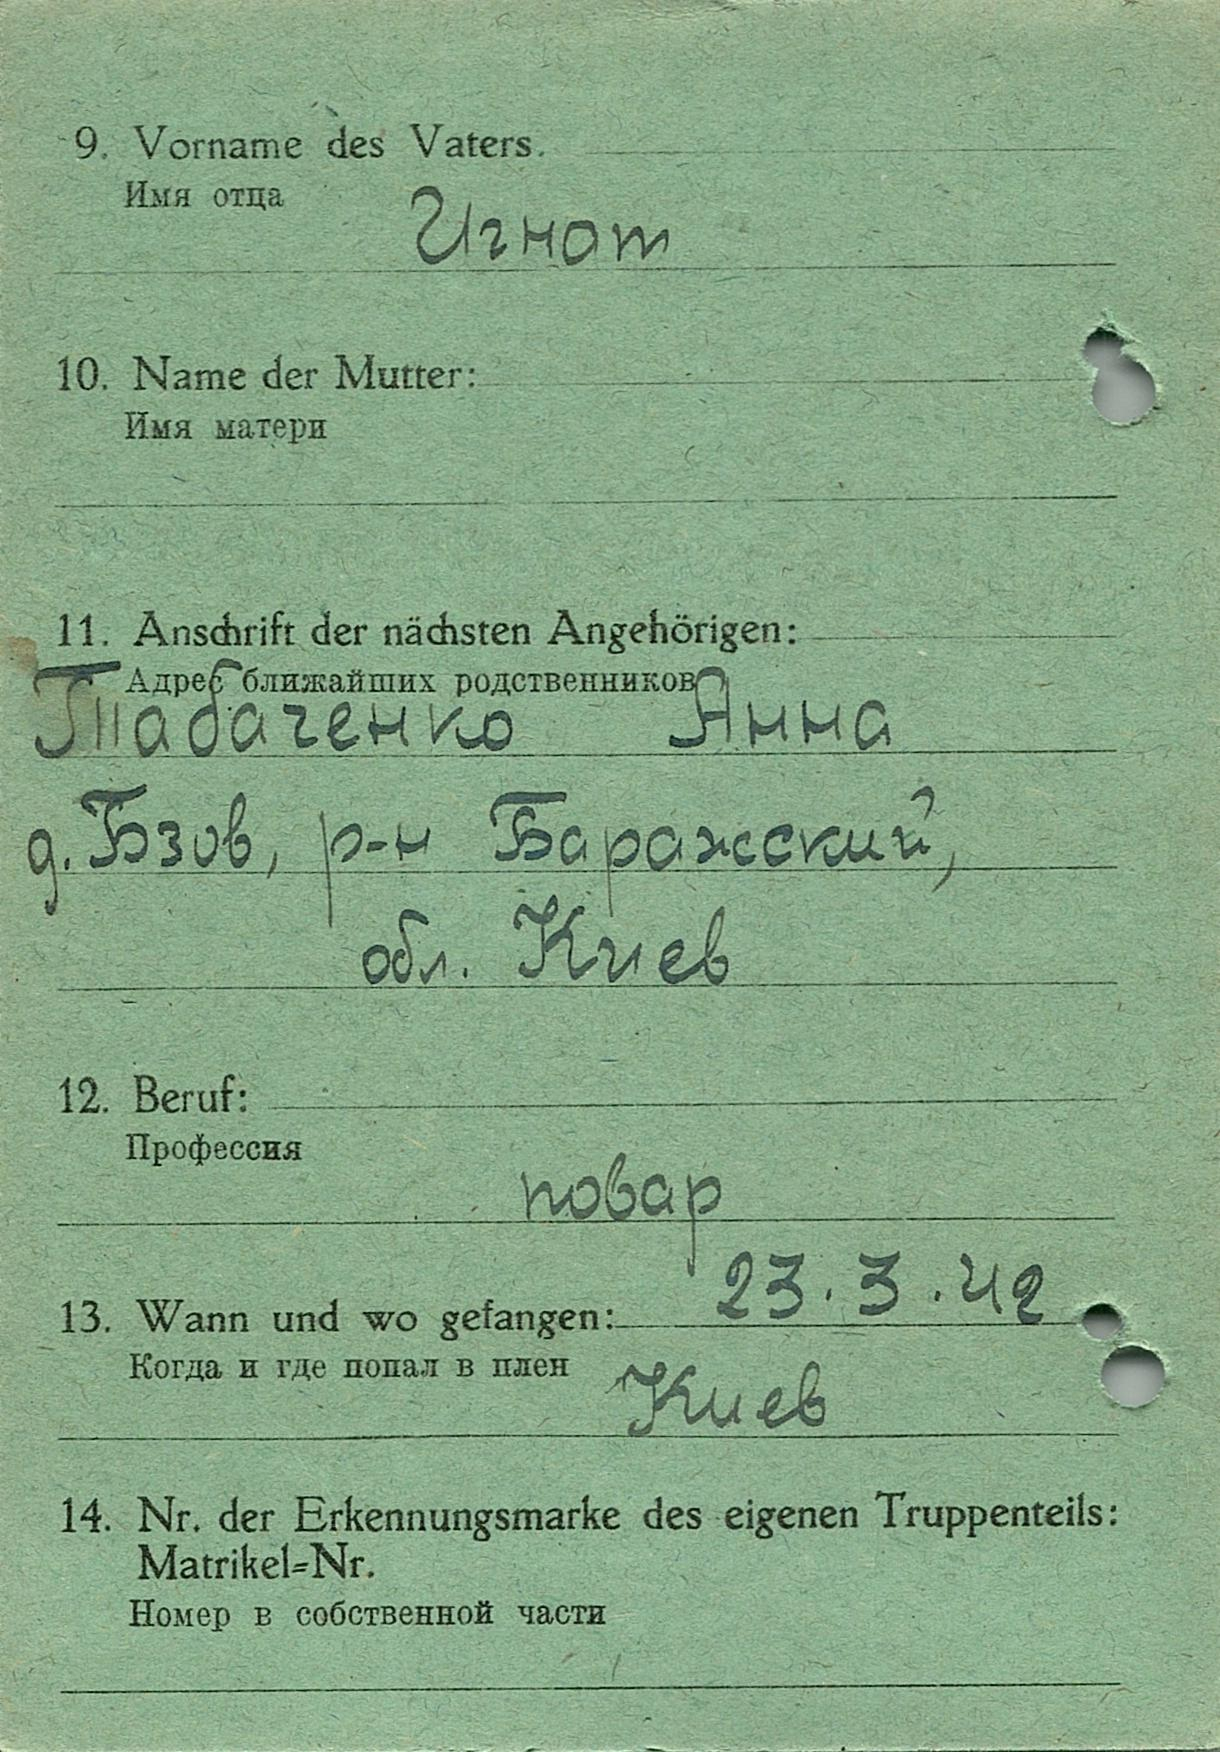 9. Vorname des Vaters.
Имя отца
Игнот
10. Name der Mutter:
Имя матери
11. Anschrift der nächsten Angehörigen:
Адрес ближайших родственников
Табаченко Анна
д. Бзов, р-н Баражский,
обл. Киев
12. Beruf:
Профессия
повар
23.3.42
13. Wann und wo gefangen:
Когда и где попал в плен
Киев
14. Nr. der Erkennungsmarke des eigenen Truppenteils:
Matrikel=Nr.
Номер в собственной части